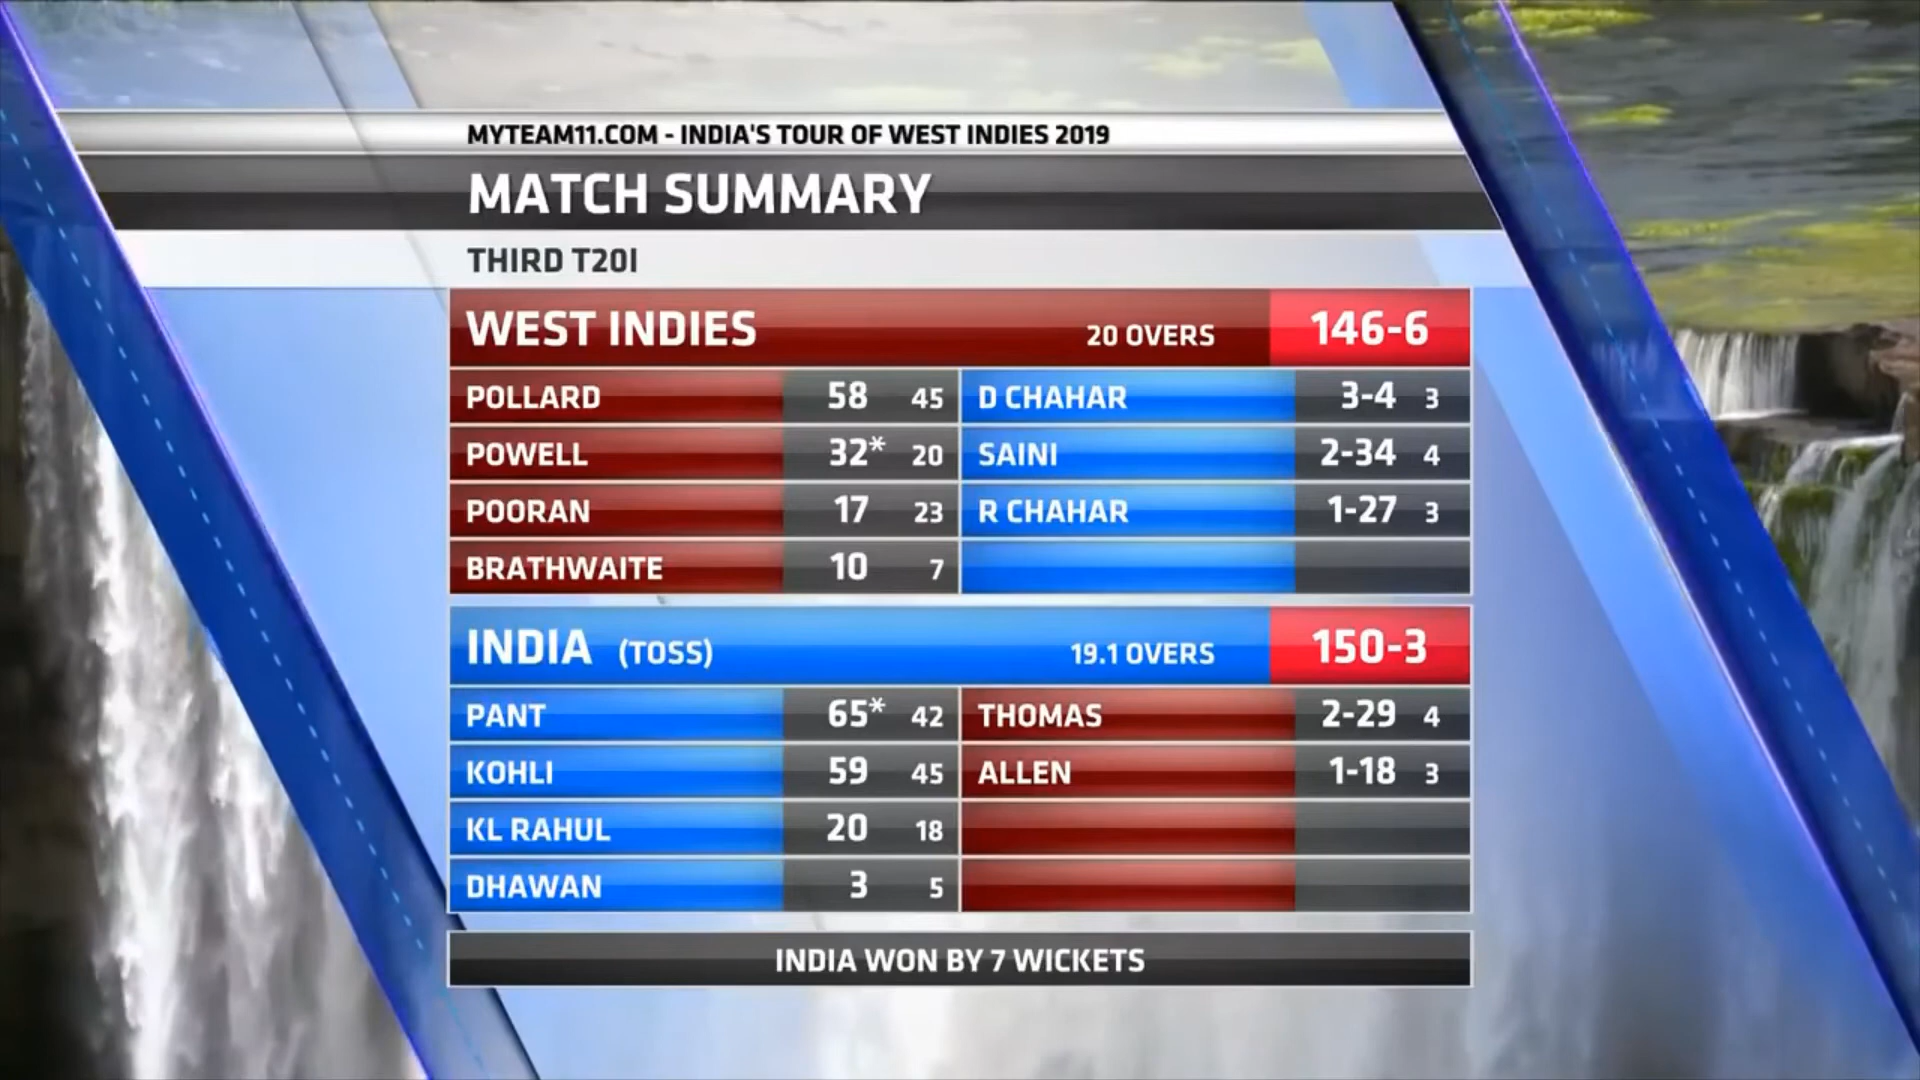 MYTEAM11.COM - INDIA'S TOUR OF WEST INDIES 2019
MATCH SUMMARY
THIRD T20I
WEST INDIES 20 OVERS 146-6
POLLARD 58 45 D CHAHAR 3-4 3
POWELL 32* 20 SAINI 2-34 4
POORAN 17 23 R CHAHAR 1-27 3
BRATHWAITE 10 7
INDIA (TOSS) 19.1 OVERS 150-3
PANT 65* 42 THOMAS 2-29 4
KOHLI 59 45 ALLEN 1-18 3
KL RAHUL 20 18
DHAWAN 3 5
INDIA WON BY 7 WICKETS